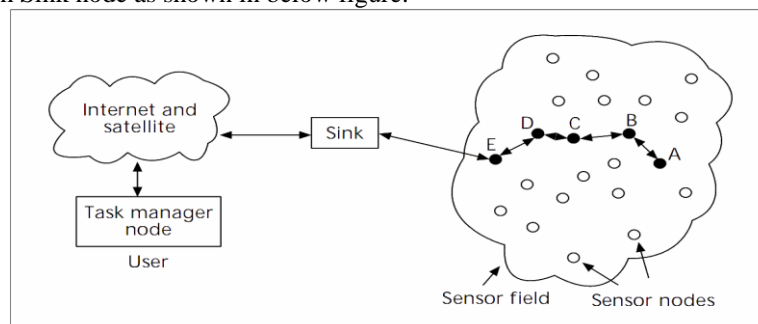 n Sink node as shown in below figure.
Internet and
satellite
Sink
Task manager
node
User
D
C
B
E
A
Sensor field
Sensor nodes